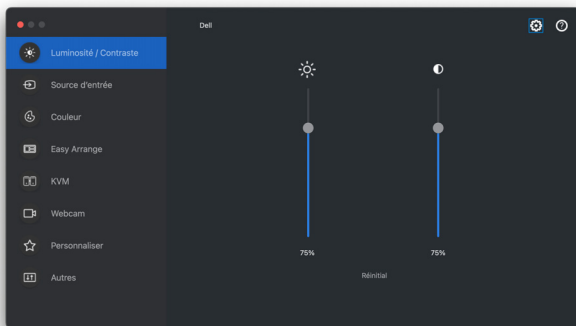 Dell
Luminosité / Contraste
Source d'entrée
Couleur
Easy Arrange
KVM
Webcam
Personnaliser
Autres
75%
75%
Réinitial